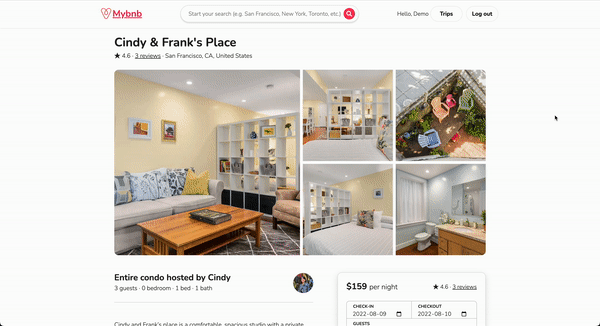 Mybnb
Start your search (e.g. San Francisco, New York, Toronto, etc.)
Hello, Demo
Trips
Log out
Cindy & Frank's Place
★ 4.6 · 3 reviews · San Francisco, CA, United States
Entire condo hosted by Cindy
3 guests · 0 bedroom · 1 bed · 1 bath
$159 per night
★ 4.6 · 3 reviews
CHECK-IN
2022-08-09
CHECKOUT
2022-08-10
GUESTS
Cindy and Frank's place is a comfortable, spacious studio with a private